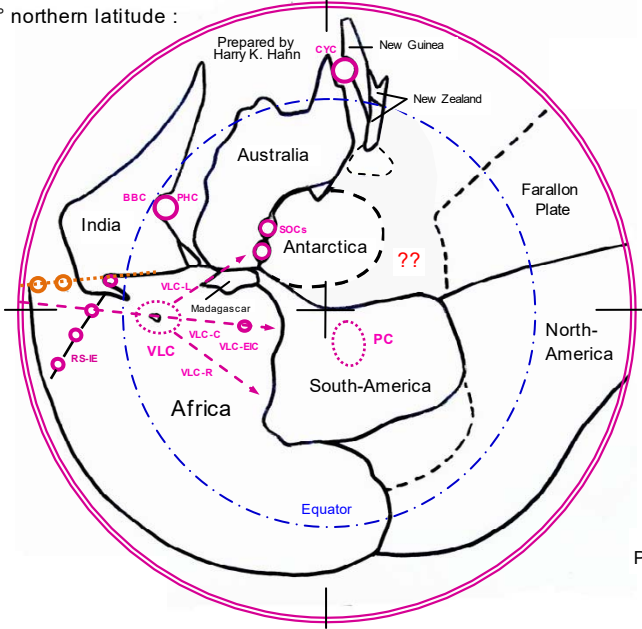 ° northern latitude :
Prepared by
Harry K. Hahn
CYC
New Guinea
New Zealand
Australia
Farallon
Plate
BBC
PHC
India
SOCs
Antarctica
??
VLC-L
Madagascar
VLC-C
VLC
VLC-EIC
PC
North-
America
RS-IE
VLC-R
South-America
Africa
Equator
P